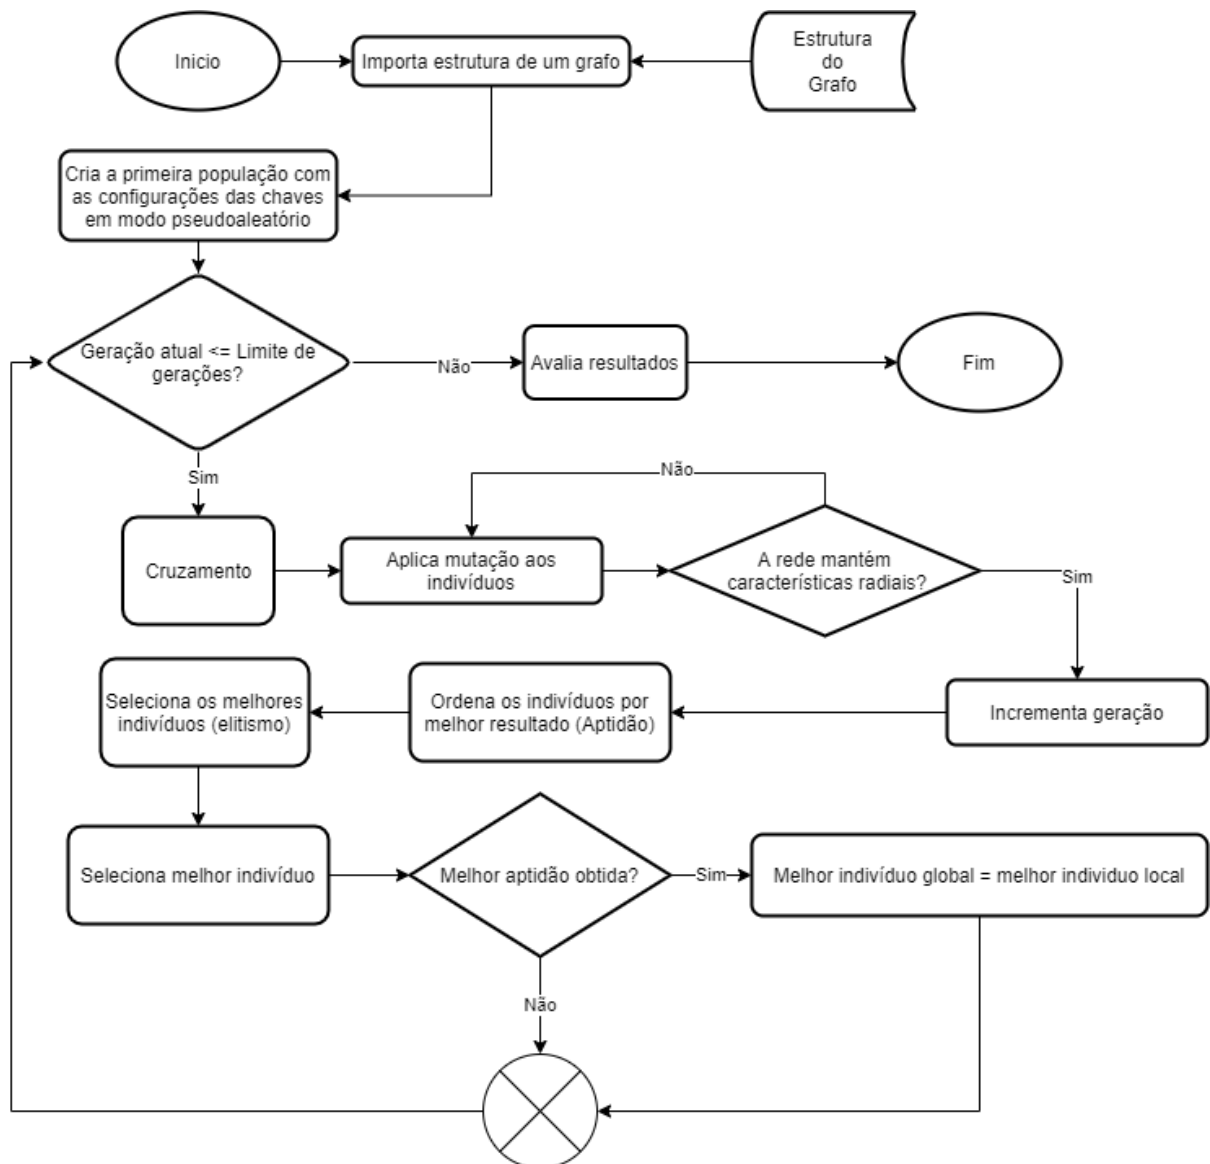 Inicio
Importa estrutura de um grafo
Estrutura
do
Grafo
Cria a primeira população com
as configurações das chaves
em modo pseudoaleatório
Geração atual <= Limite de
gerações?
Não
Avalia resultados
Fim
Sim
Não
Cruzamento
Aplica mutação aos
indivíduos
A rede mantém
características radiais?
Sim
Seleciona os melhores
indivíduos (elitismo)
Ordena os indivíduos por
melhor resultado (Aptidão)
Incrementa geração
Seleciona melhor indivíduo
Melhor aptidão obtida?
Sim
Melhor indivíduo global = melhor individuo local
Não